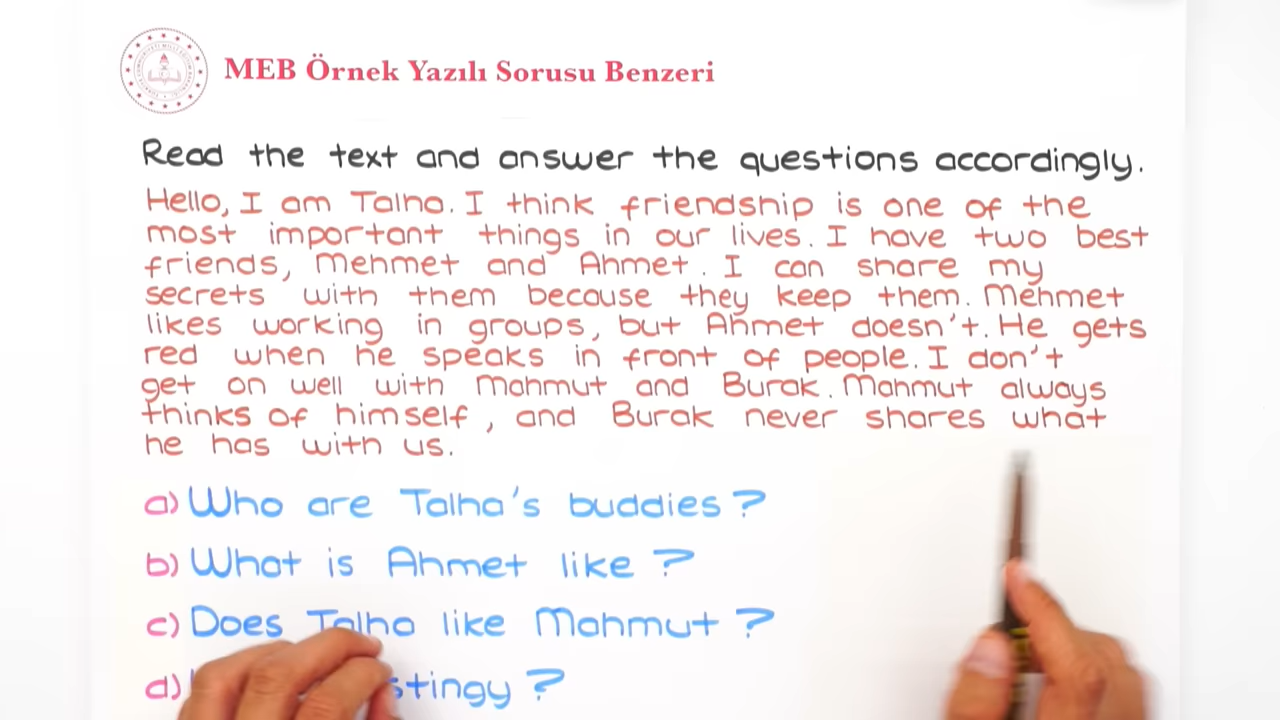 MEB Örnek Yazılı Sorusu Benzeri
Read the text and answer the questions accordingly.
Hello, I am Talha. I think friendship is one of the
most important things in our lives. I have two best
friends, Mehmet and Ahmet. I can share my
secrets with them because they keep them. Mehmet
likes working in groups, but Ahmet doesn't. He gets
red when he speaks in front of people. I don't
get on well with Mahmut and Burak. Mahmut always
thinks of himself, and Burak never shares what
he has with us.
a) Who are Talha's buddies?
b) What is Ahmet like?
c) Does Talha like Mahmut?
d) stingy?